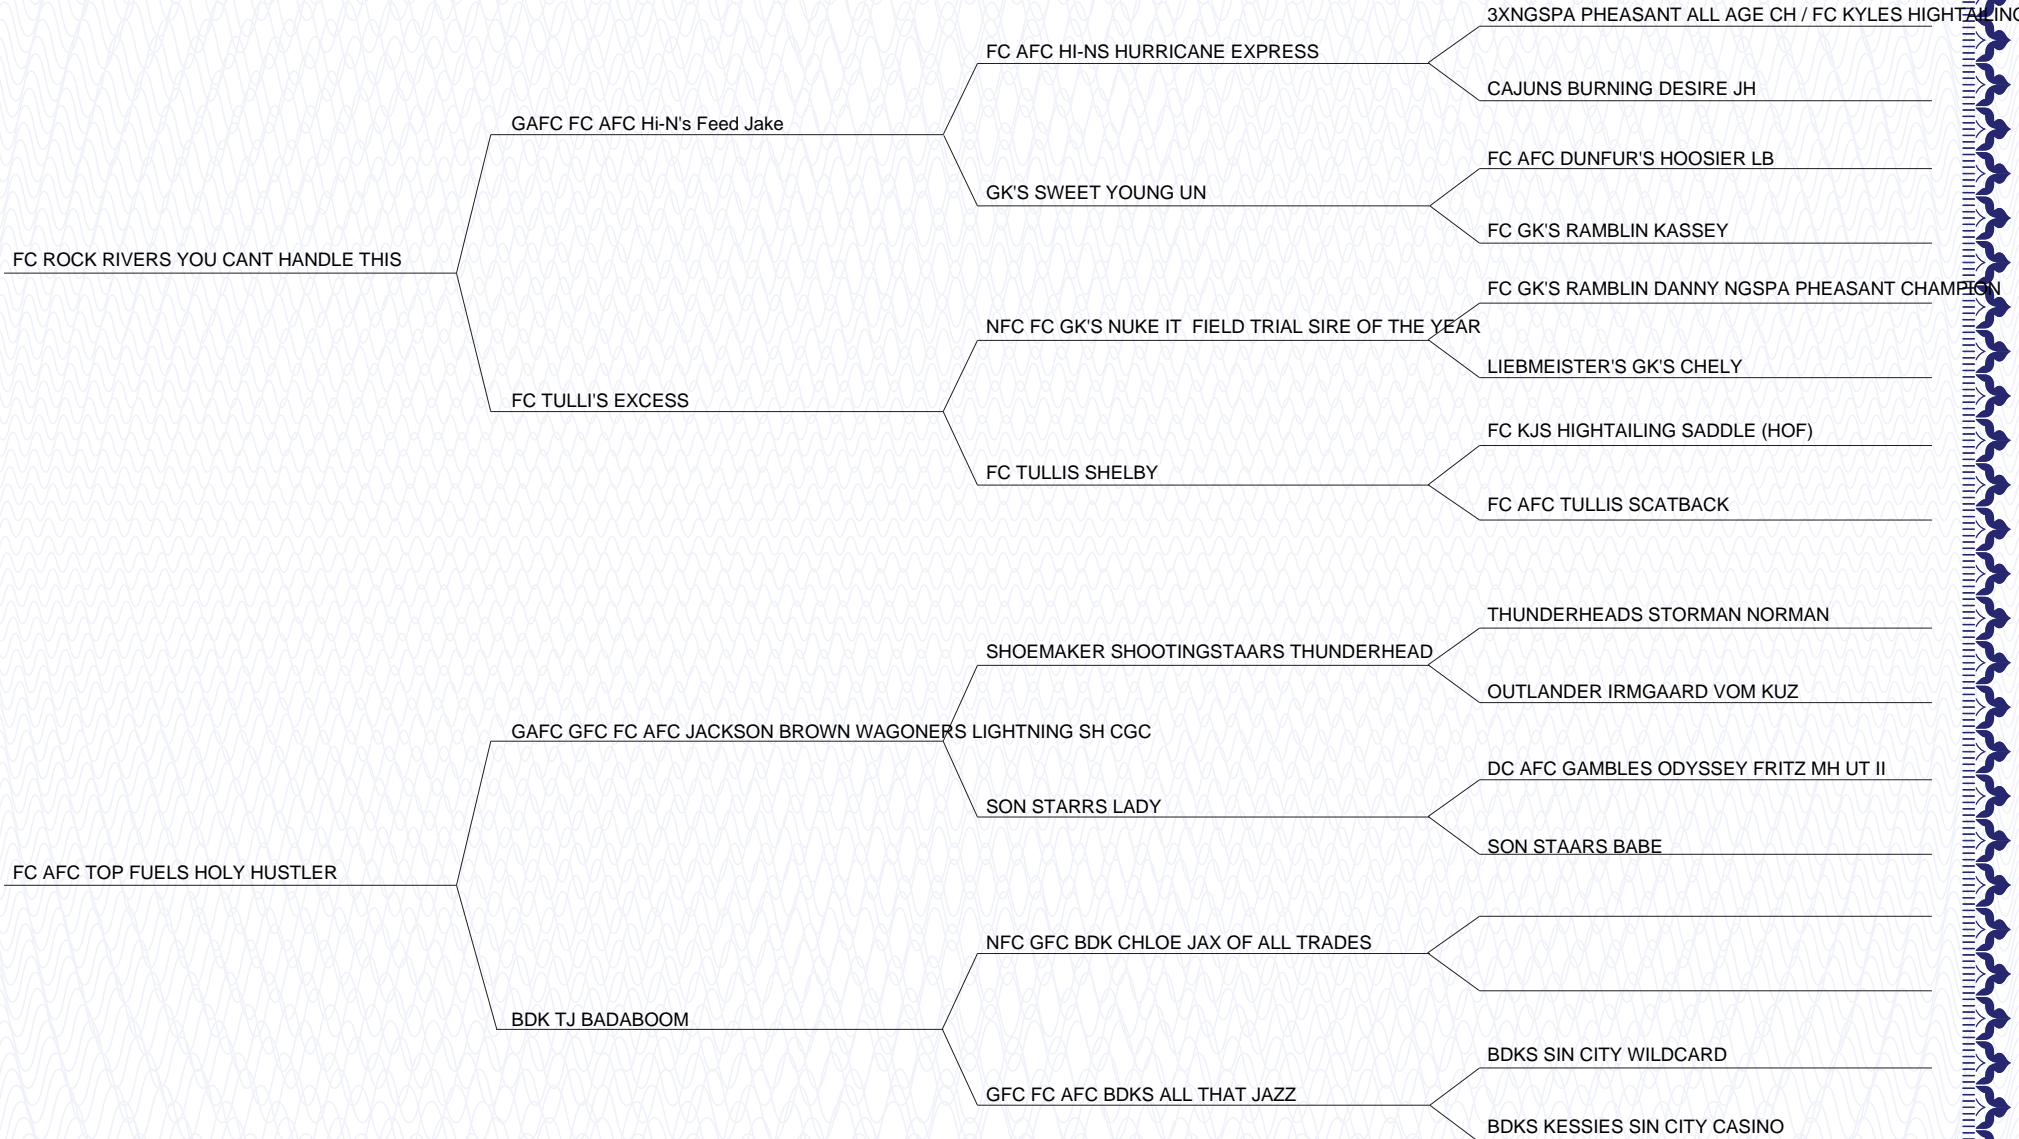 3XNGSPA PHEASANT ALL AGE CH / FC KYLES HIGHTAILING
FC AFC HI-NS HURRICANE EXPRESS
CAJUNS BURNING DESIRE JH
GAFC FC AFC Hi-N's Feed Jake
FC AFC DUNFUR'S HOOSIER LB
GK'S SWEET YOUNG UN
FC GK'S RAMBLIN KASSEY
FC ROCK RIVERS YOU CANT HANDLE THIS
FC GK'S RAMBLIN DANNY NGSPA PHEASANT CHAMPION
NFC FC GK'S NUKE IT  FIELD TRIAL SIRE OF THE YEAR
LIEBMEISTER'S GK'S CHELY
FC TULLI'S EXCESS
FC KJS HIGHTAILING SADDLE (HOF)
FC TULLIS SHELBY
FC AFC TULLIS SCATBACK
THUNDERHEADS STORMAN NORMAN
SHOEMAKER SHOOTINGSTAARS THUNDERHEAD
OUTLANDER IRMGAARD VOM KUZ
GAFC GFC FC AFC JACKSON BROWN WAGONERS LIGHTNING SH CGC
DC AFC GAMBLES ODYSSEY FRITZ MH UT II
SON STARRS LADY
SON STAARS BABE
FC AFC TOP FUELS HOLY HUSTLER
NFC GFC BDK CHLOE JAX OF ALL TRADES
BDK TJ BADABOOM
BDKS SIN CITY WILDCARD
GFC FC AFC BDKS ALL THAT JAZZ
BDKS KESSIES SIN CITY CASINO